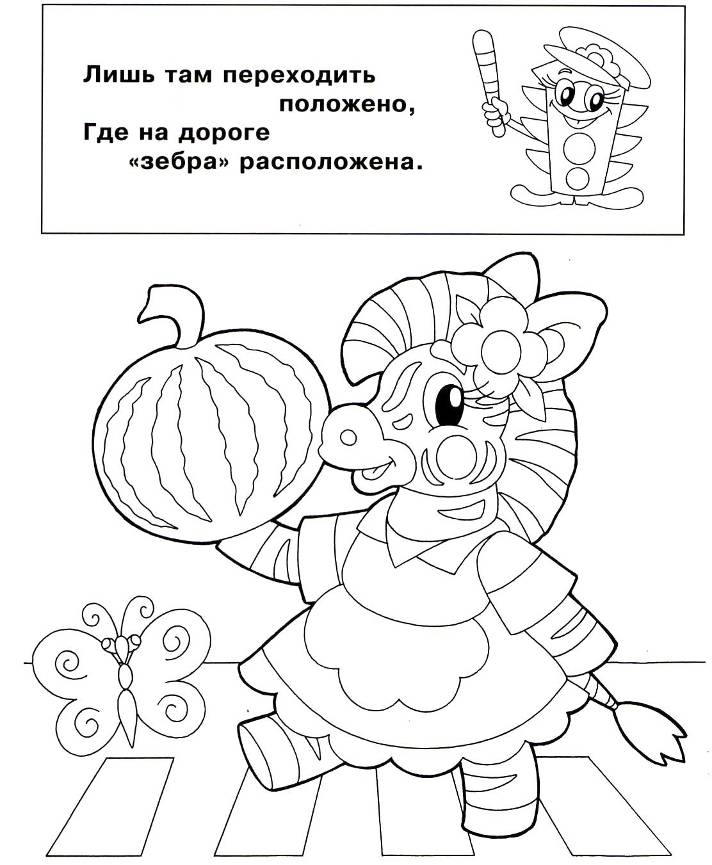 Лишь там переходить
положено,
Где на дороге
«зебра» расположена.